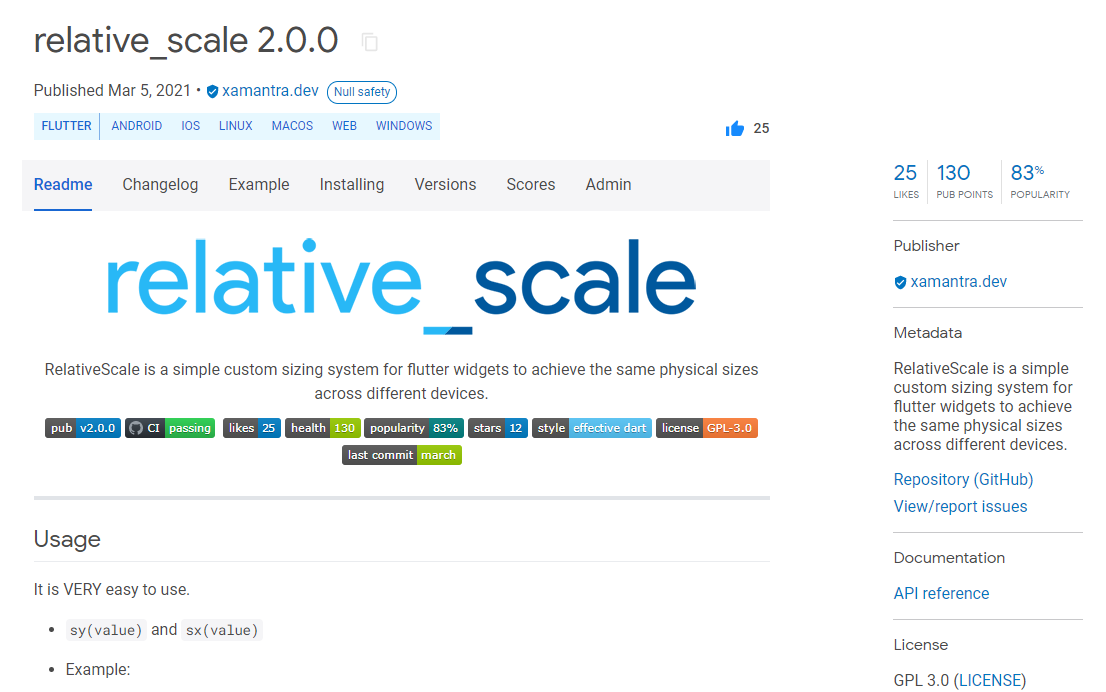 relative_scale 2.0.0
Published Mar 5, 2021 • xamantra.dev Null safety
FLUTTER ANDROID IOS LINUX MACOS WEB WINDOWS
25
Readme Changelog Example Installing Versions Scores Admin
relative_scale
RelativeScale is a simple custom sizing system for flutter widgets to achieve the same physical sizes
across different devices.
pub v2.0.0 CI passing likes 25 health 130 popularity 83% stars 12 style effective dart license GPL-3.0
last commit march
Usage
It is VERY easy to use.
• sy(value) and sx(value)
• Example:
25 130 83%
LIKES PUB POINTS POPULARITY
Publisher
xamantra.dev
Metadata
RelativeScale is a simple
custom sizing system for
flutter widgets to achieve
the same physical sizes
across different devices.
Repository (GitHub)
View/report issues
Documentation
API reference
License
GPL 3.0 (LICENSE)